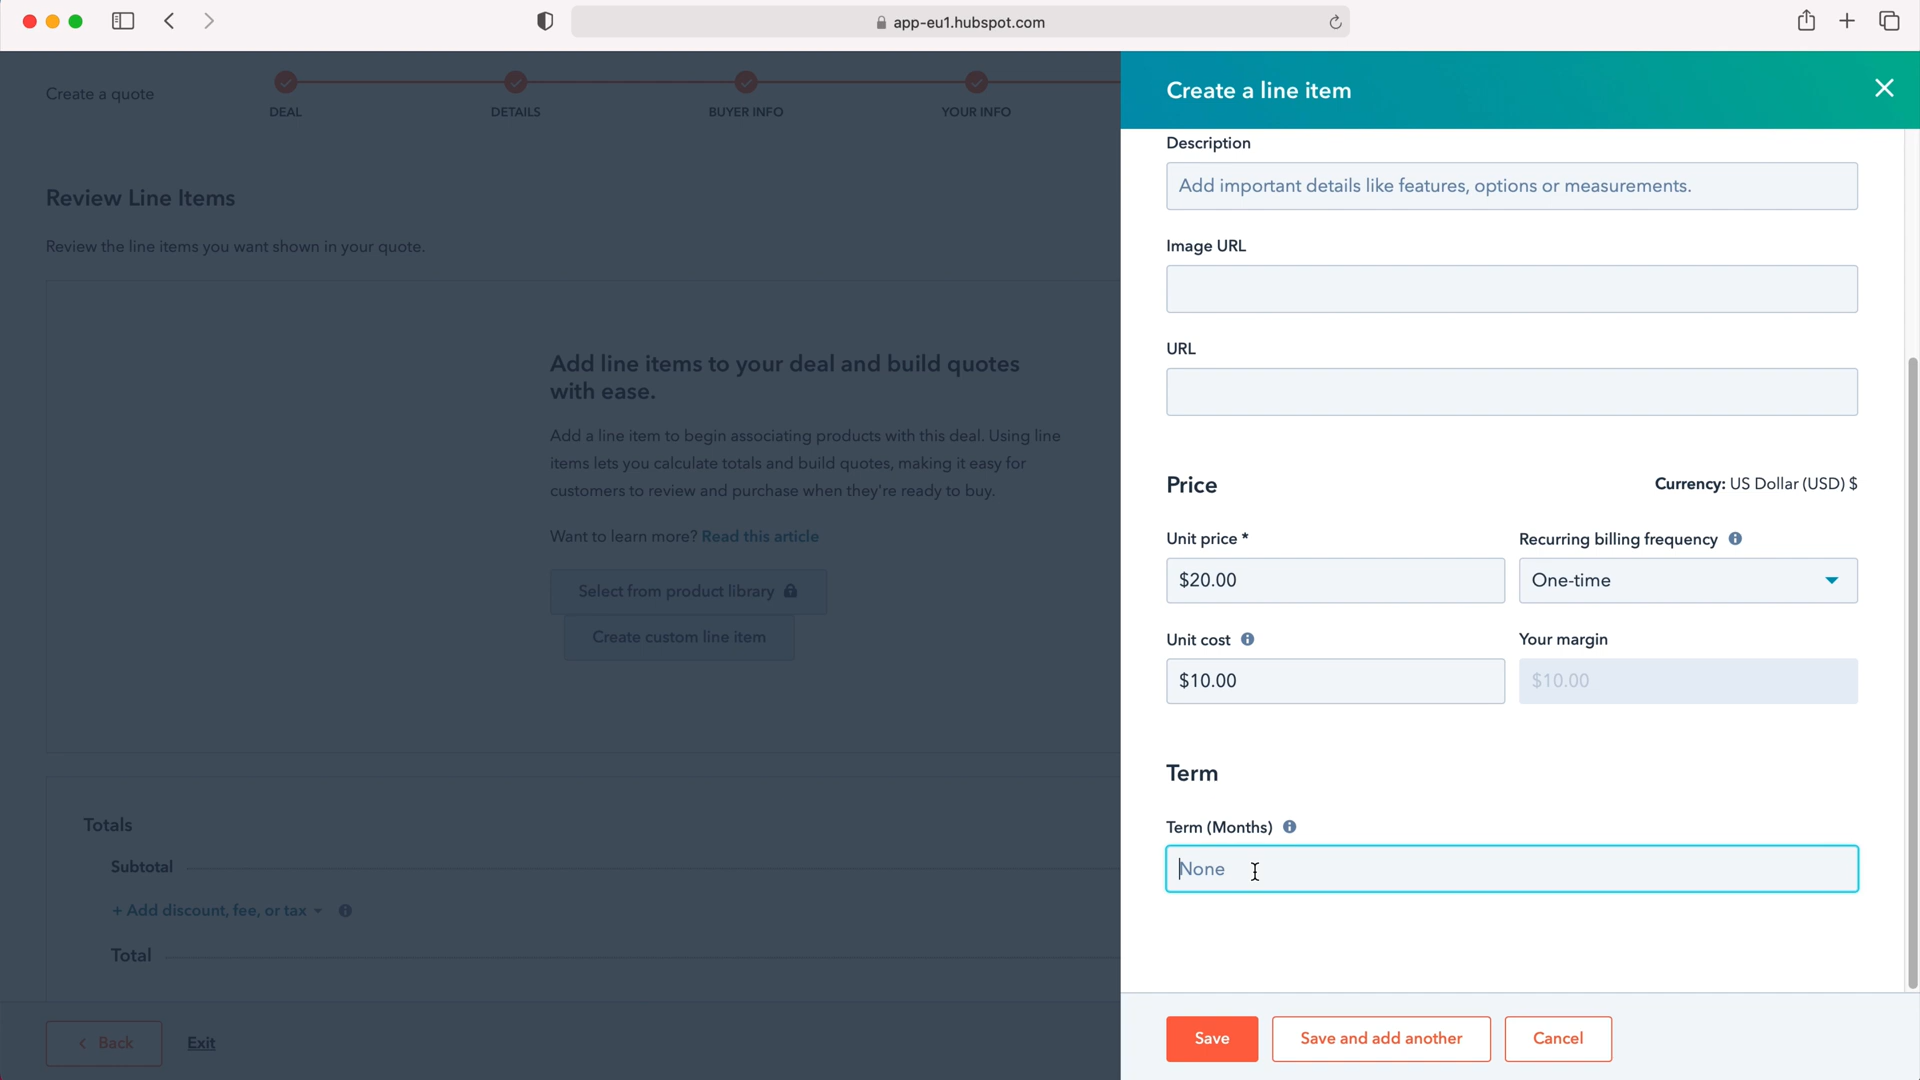 app-eu1.hubspot.com
Create a quote
DEAL
DETAILS
BUYER INFO
YOUR INFO
Review Line Items
Review the line items you want shown in your quote.
Add line items to your deal and build quotes
with ease.
Add a line item to begin associating products with this deal. Using line
items lets you calculate totals and build quotes, making it easy for
customers to review and purchase when they're ready to buy.
Want to learn more? Read this article
Select from product library
Create custom line item
Totals
Subtotal
+ Add discount, fee, or tax
Total
Back
Exit
Create a line item
Description
Add important details like features, options or measurements.
Image URL
URL
Price
Currency: US Dollar (USD) $
Unit price *
Recurring billing frequency
$20.00
One-time
Unit cost
Your margin
$10.00
$10.00
Term
Term (Months)
None
Save
Save and add another
Cancel